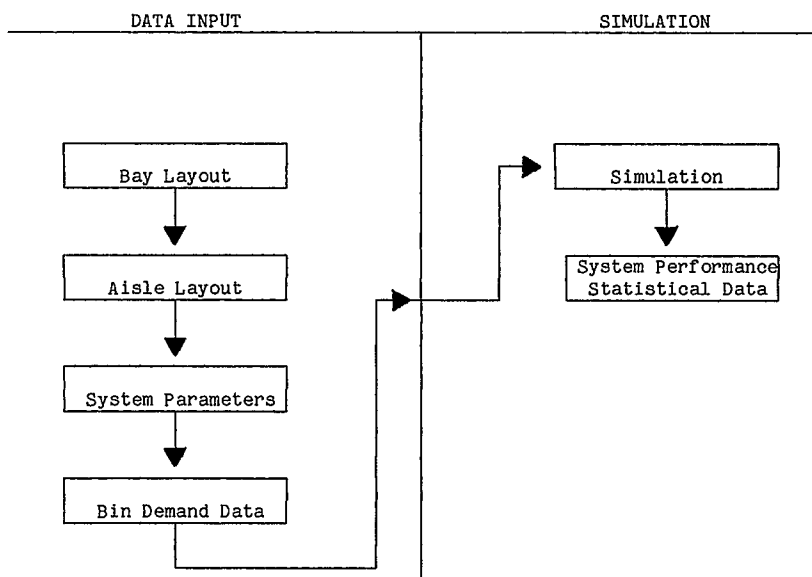 DATA INPUT
SIMULATION
Bay Layout
Aisle Layout
System Parameters
Bin Demand Data
Simulation
System Performance
Statistical Data